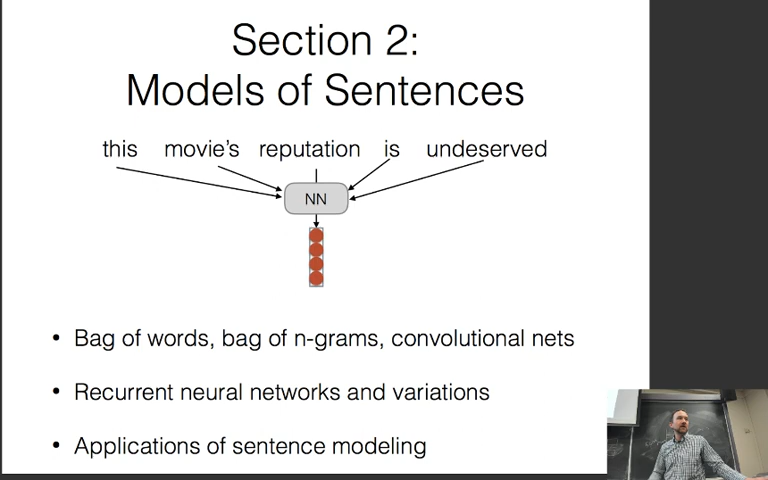 Section 2:
Models of Sentences
this movie's reputation is undeserved
NN
• Bag of words, bag of n-grams, convolutional nets
• Recurrent neural networks and variations
• Applications of sentence modeling